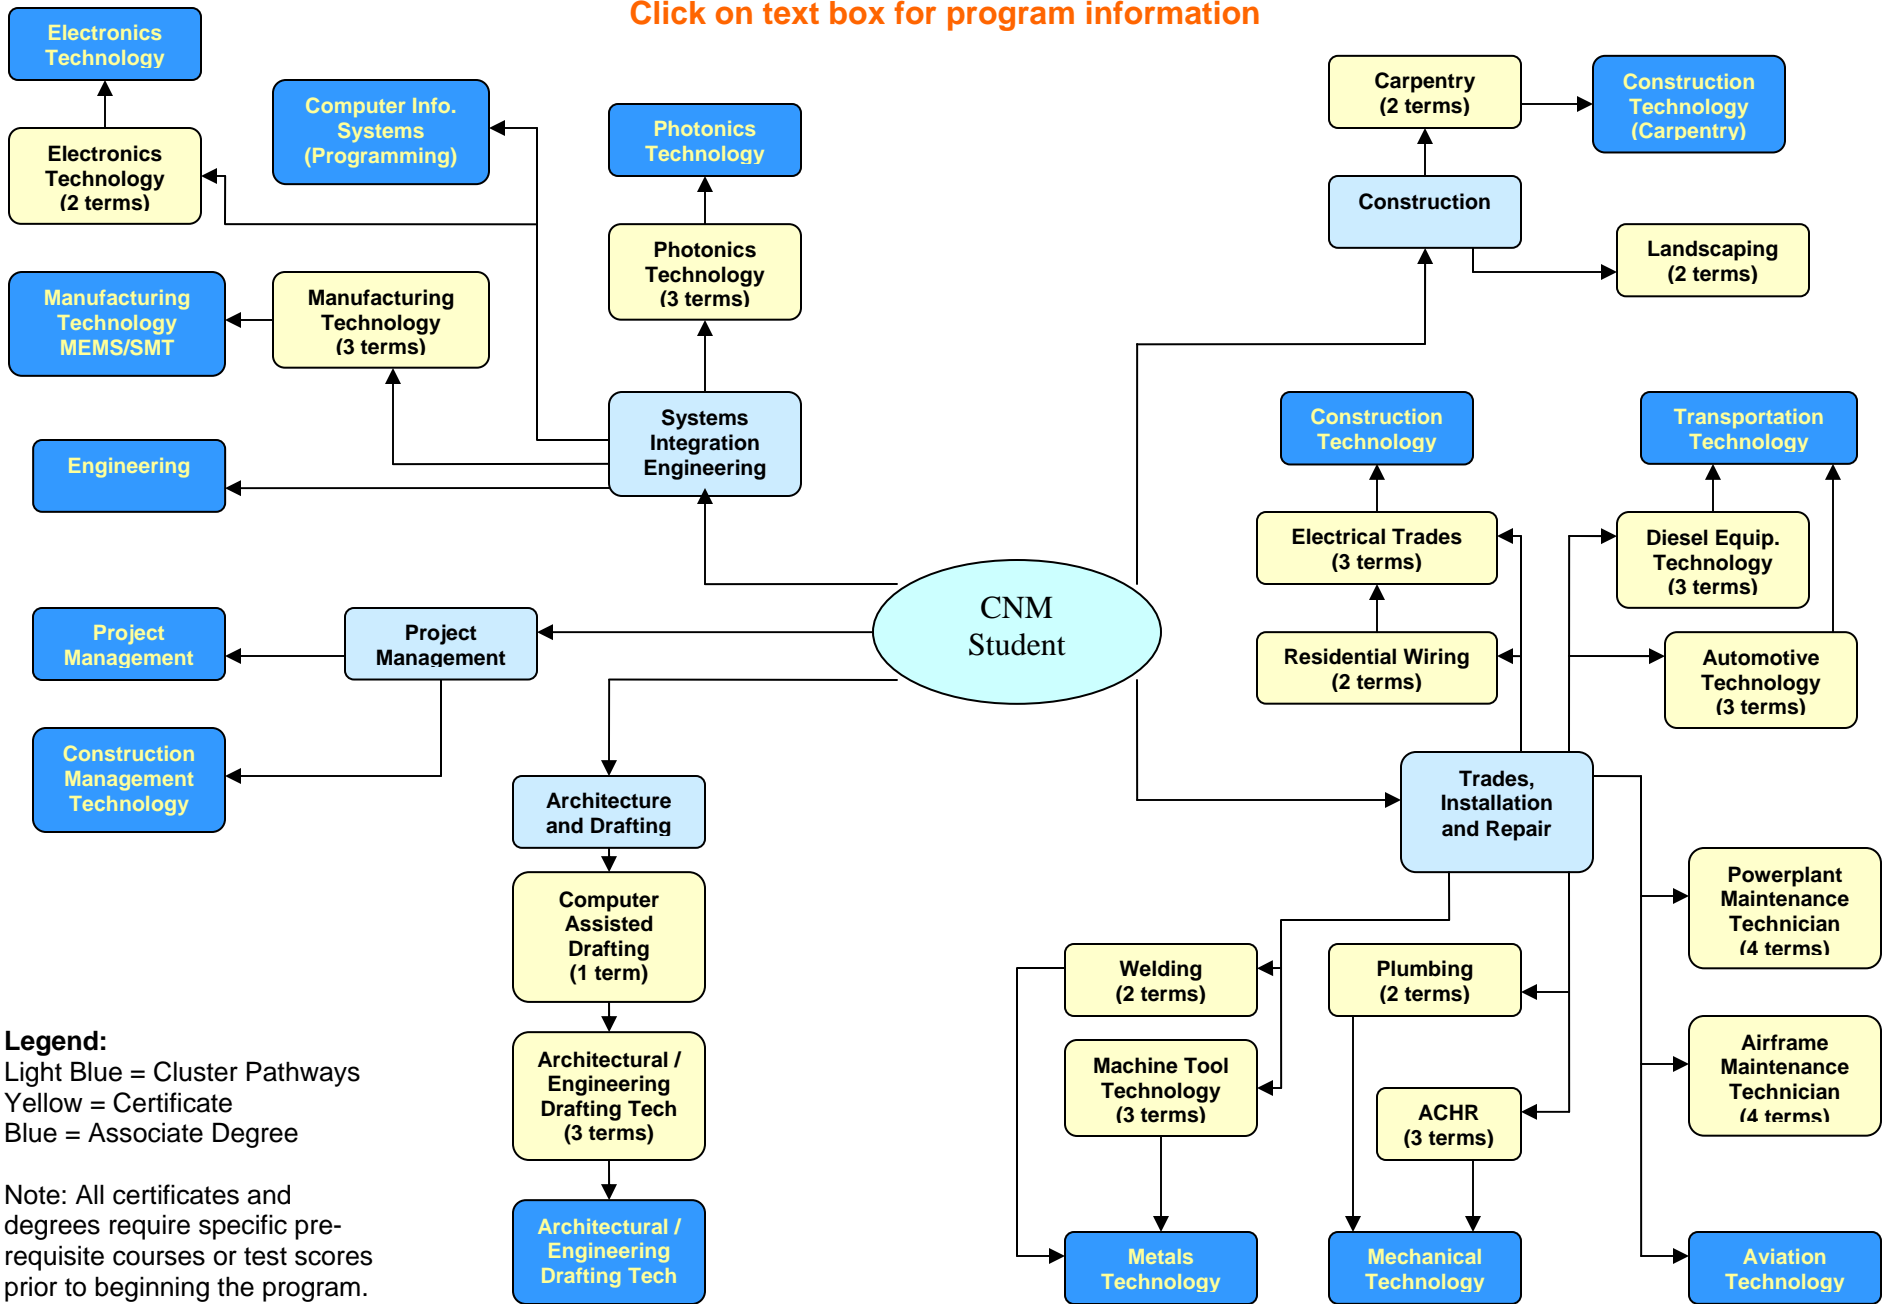 Click on text box for program information
Electronics
Technology
Computer Info.
Systems
(Programming)
Photonics
Technology
Carpentry
(2 terms)
Construction
Technology
(Carpentry)
Electronics
Technology
(2 terms)
Construction
Photonics
Technology
(3 terms)
Landscaping
(2 terms)
Manufacturing
Technology
MEMS/SMT
Manufacturing
Technology
(3 terms)
Systems
Integration
Engineering
Construction
Technology
Transportation
Technology
Engineering
Electrical Trades
(3 terms)
Diesel Equip.
Technology
(3 terms)
CNM
Student
Project
Management
Project
Management
Residential Wiring
(2 terms)
Automotive
Technology
(3 terms)
Construction
Management
Technology
Architecture
and Drafting
Trades,
Installation
and Repair
Computer
Assisted
Drafting
(1 term)
Powerplant
Maintenance
Technician
(4 terms)
Welding
(2 terms)
Plumbing
(2 terms)
Legend:
Light Blue = Cluster Pathways
Yellow = Certificate
Blue = Associate Degree
Architectural /
Engineering
Drafting Tech
(3 terms)
Machine Tool
Technology
(3 terms)
ACHR
(3 terms)
Airframe
Maintenance
Technician
(4 terms)
Note: All certificates and
degrees require specific pre-
requisite courses or test scores
prior to beginning the program.
Architectural /
Engineering
Drafting Tech
Metals
Technology
Mechanical
Technology
Aviation
Technology